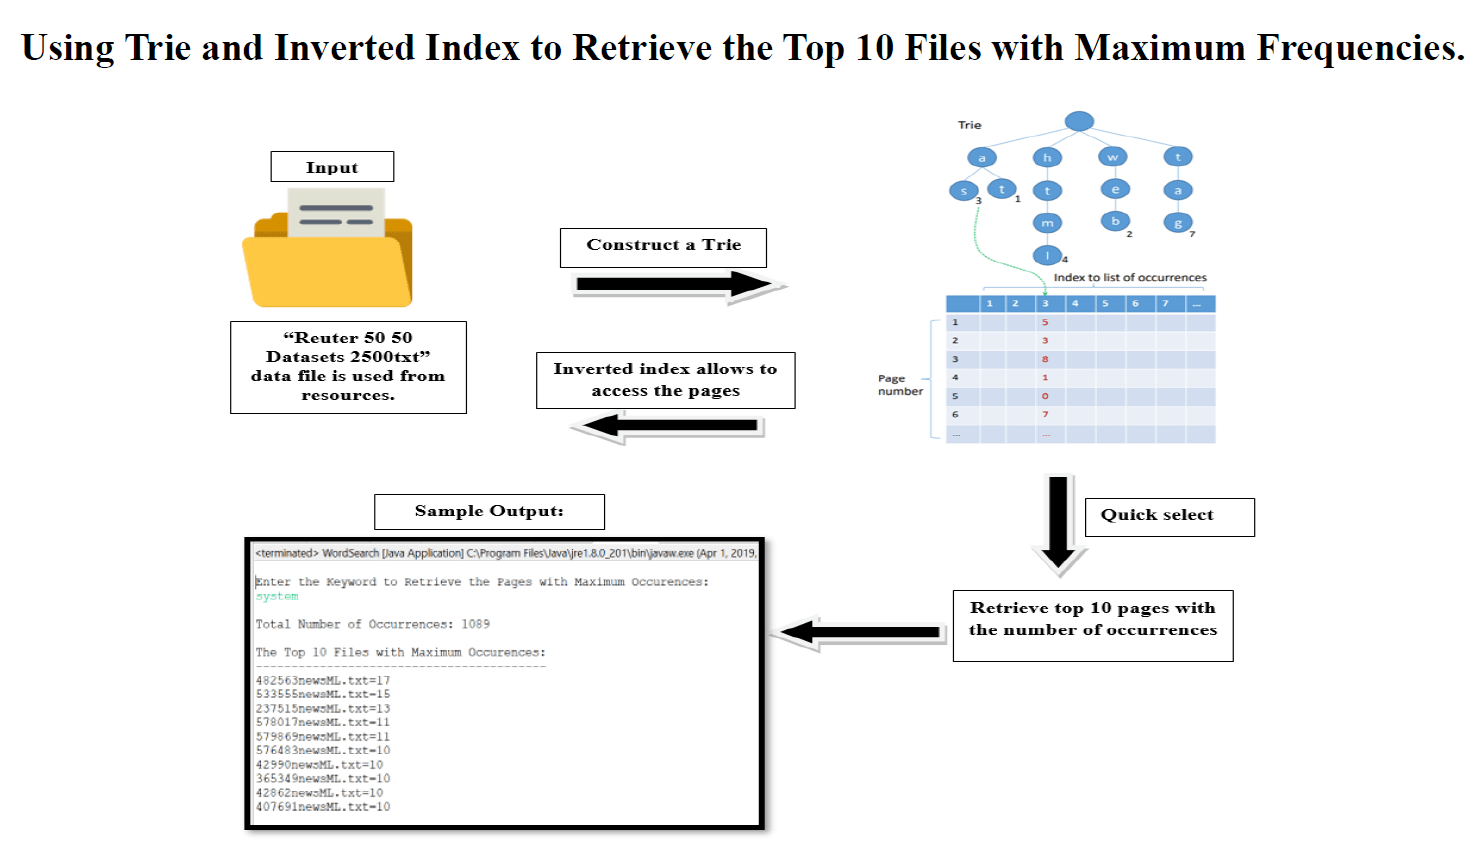 Using Trie and Inverted Index to Retrieve the Top 10 Files with Maximum Frequencies.
Input
“Reuter 50 50
Datasets 2500txt”
data file is used from
resources.
Construct a Trie
Inverted index allows to
access the pages
Trie
a h w t
s 3 t 1 t e a
m b 2 g 7
l 4
Index to list of occurrences
1 2 3 4 5 6 7 ...
1 5
2 3
3 8
Page
number
4 1
5 0
6 7
... ...
Quick select
Retrieve top 10 pages with
the number of occurrences
Sample Output:
<terminated> WordSearch [Java Application] C:\Program Files\Java\jre1.8.0_201\bin\javaw.exe (Apr 1, 2019,
Enter the Keyword to Retrieve the Pages with Maximum Occurences:
system
Total Number of Occurrences: 1089
The Top 10 Files with Maximum Occurences:
-----------------------------------------
482563newsML.txt=17
533555newsML.txt=15
237515newsML.txt=13
578017newsML.txt=11
579869newsML.txt=11
576483newsML.txt=10
42990newsML.txt=10
365349newsML.txt=10
42862newsML.txt=10
407691newsML.txt=10